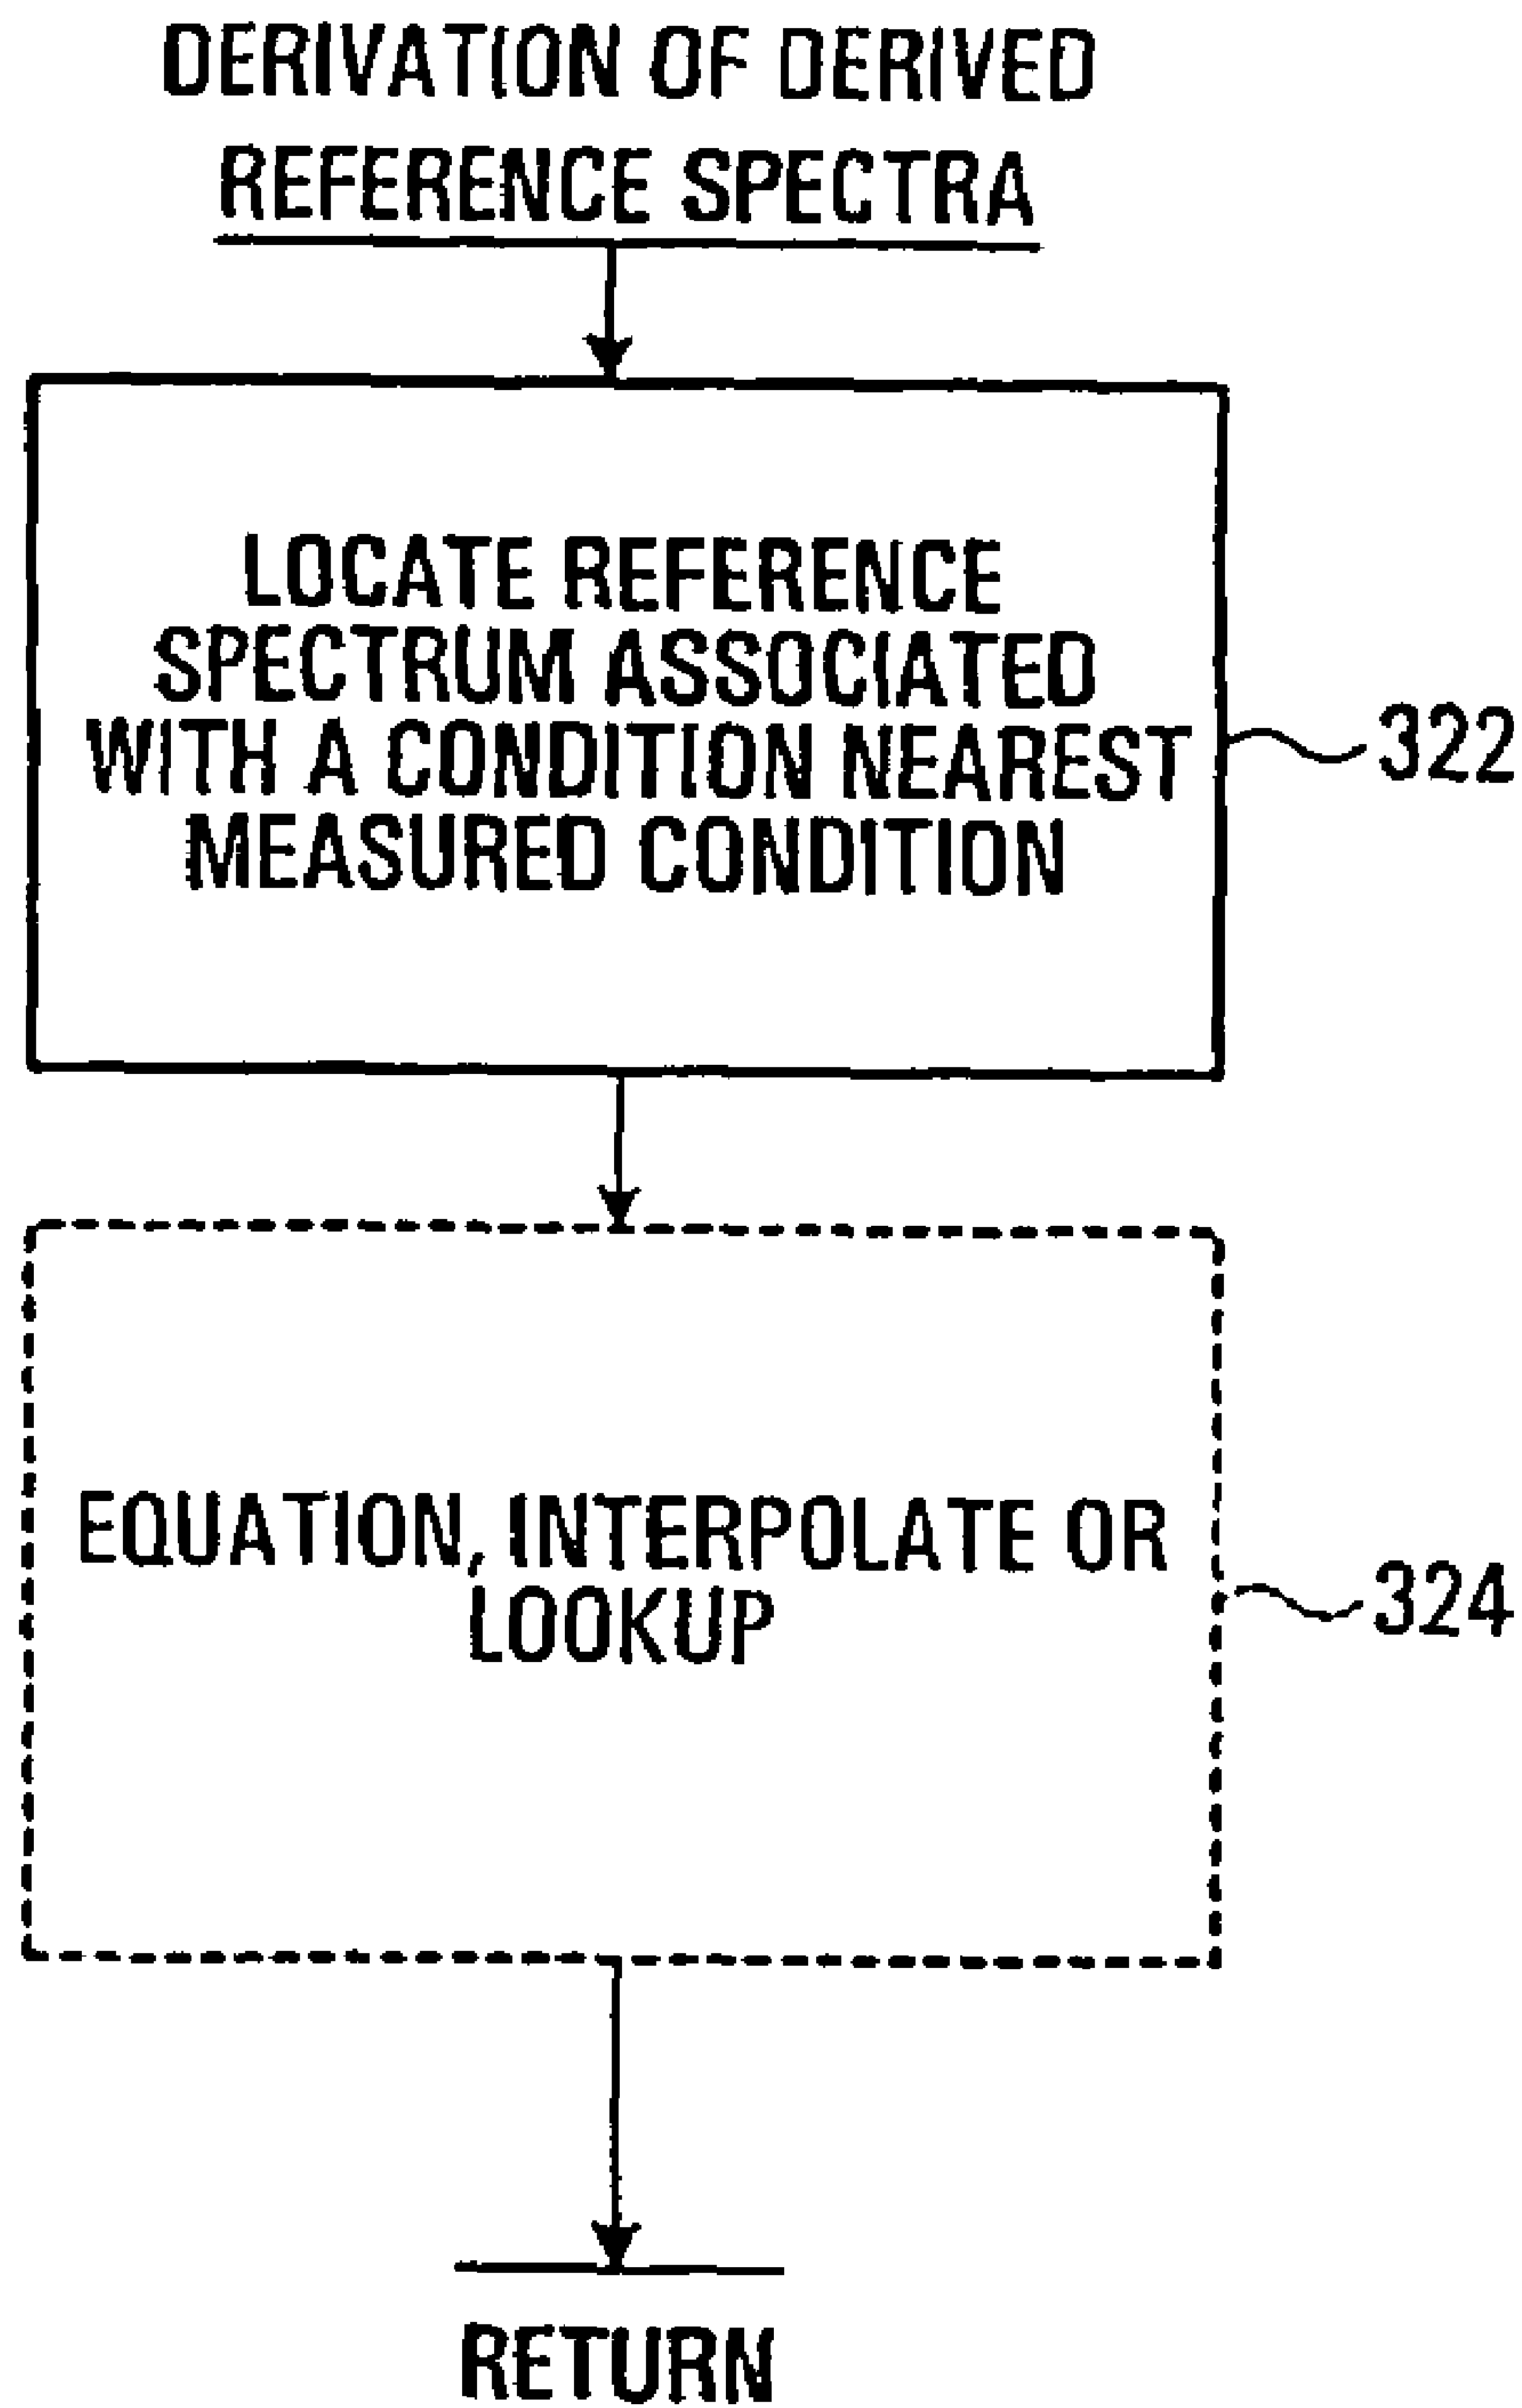 DERIVATION OF DERIVED
REFERENCE SPECTRA
LOCATE REFERENCE
SPECTRUM ASSOCIATED
WITH A CONDITION NEAREST
MEASURED CONDITION
322
EQUATION, INTERPOLATE OR
LOOKUP
324
RETURN